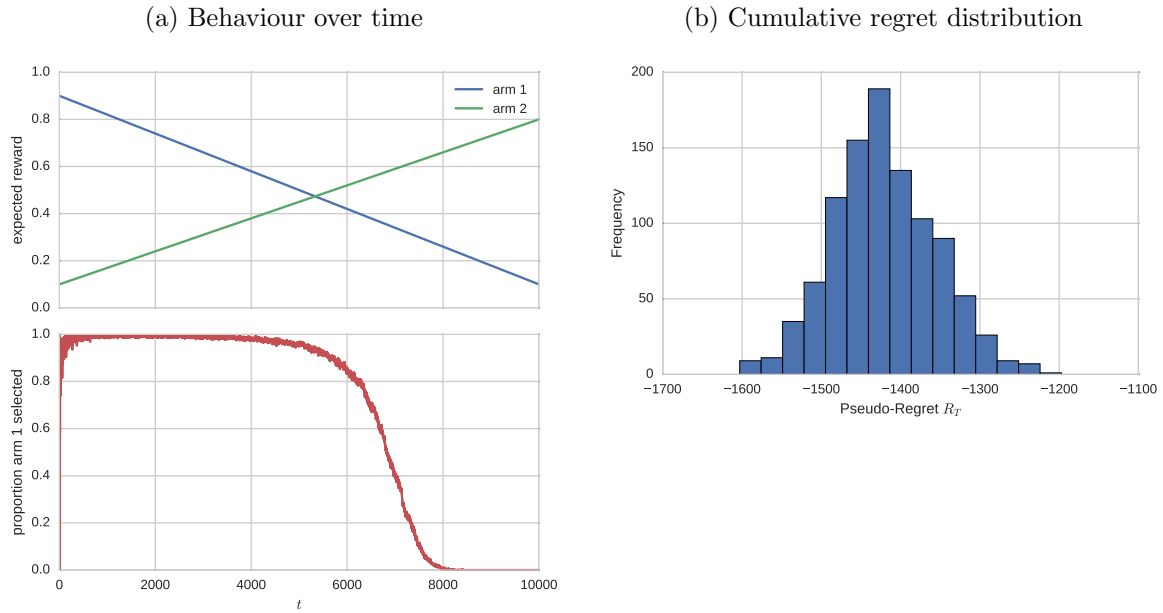 (a) Behaviour over time
1.0
0.8
0.6
0.4
0.2
0.0
expected reward
arm 1
arm 2
1.0
0.8
0.6
0.4
0.2
0.0
proportion arm 1 selected
0 2000 4000 6000 8000 10000
t
(b) Cumulative regret distribution
200
150
100
50
0
Frequency
−1700 −1600 −1500 −1400 −1300 −1200 −1100
Pseudo-Regret R_T